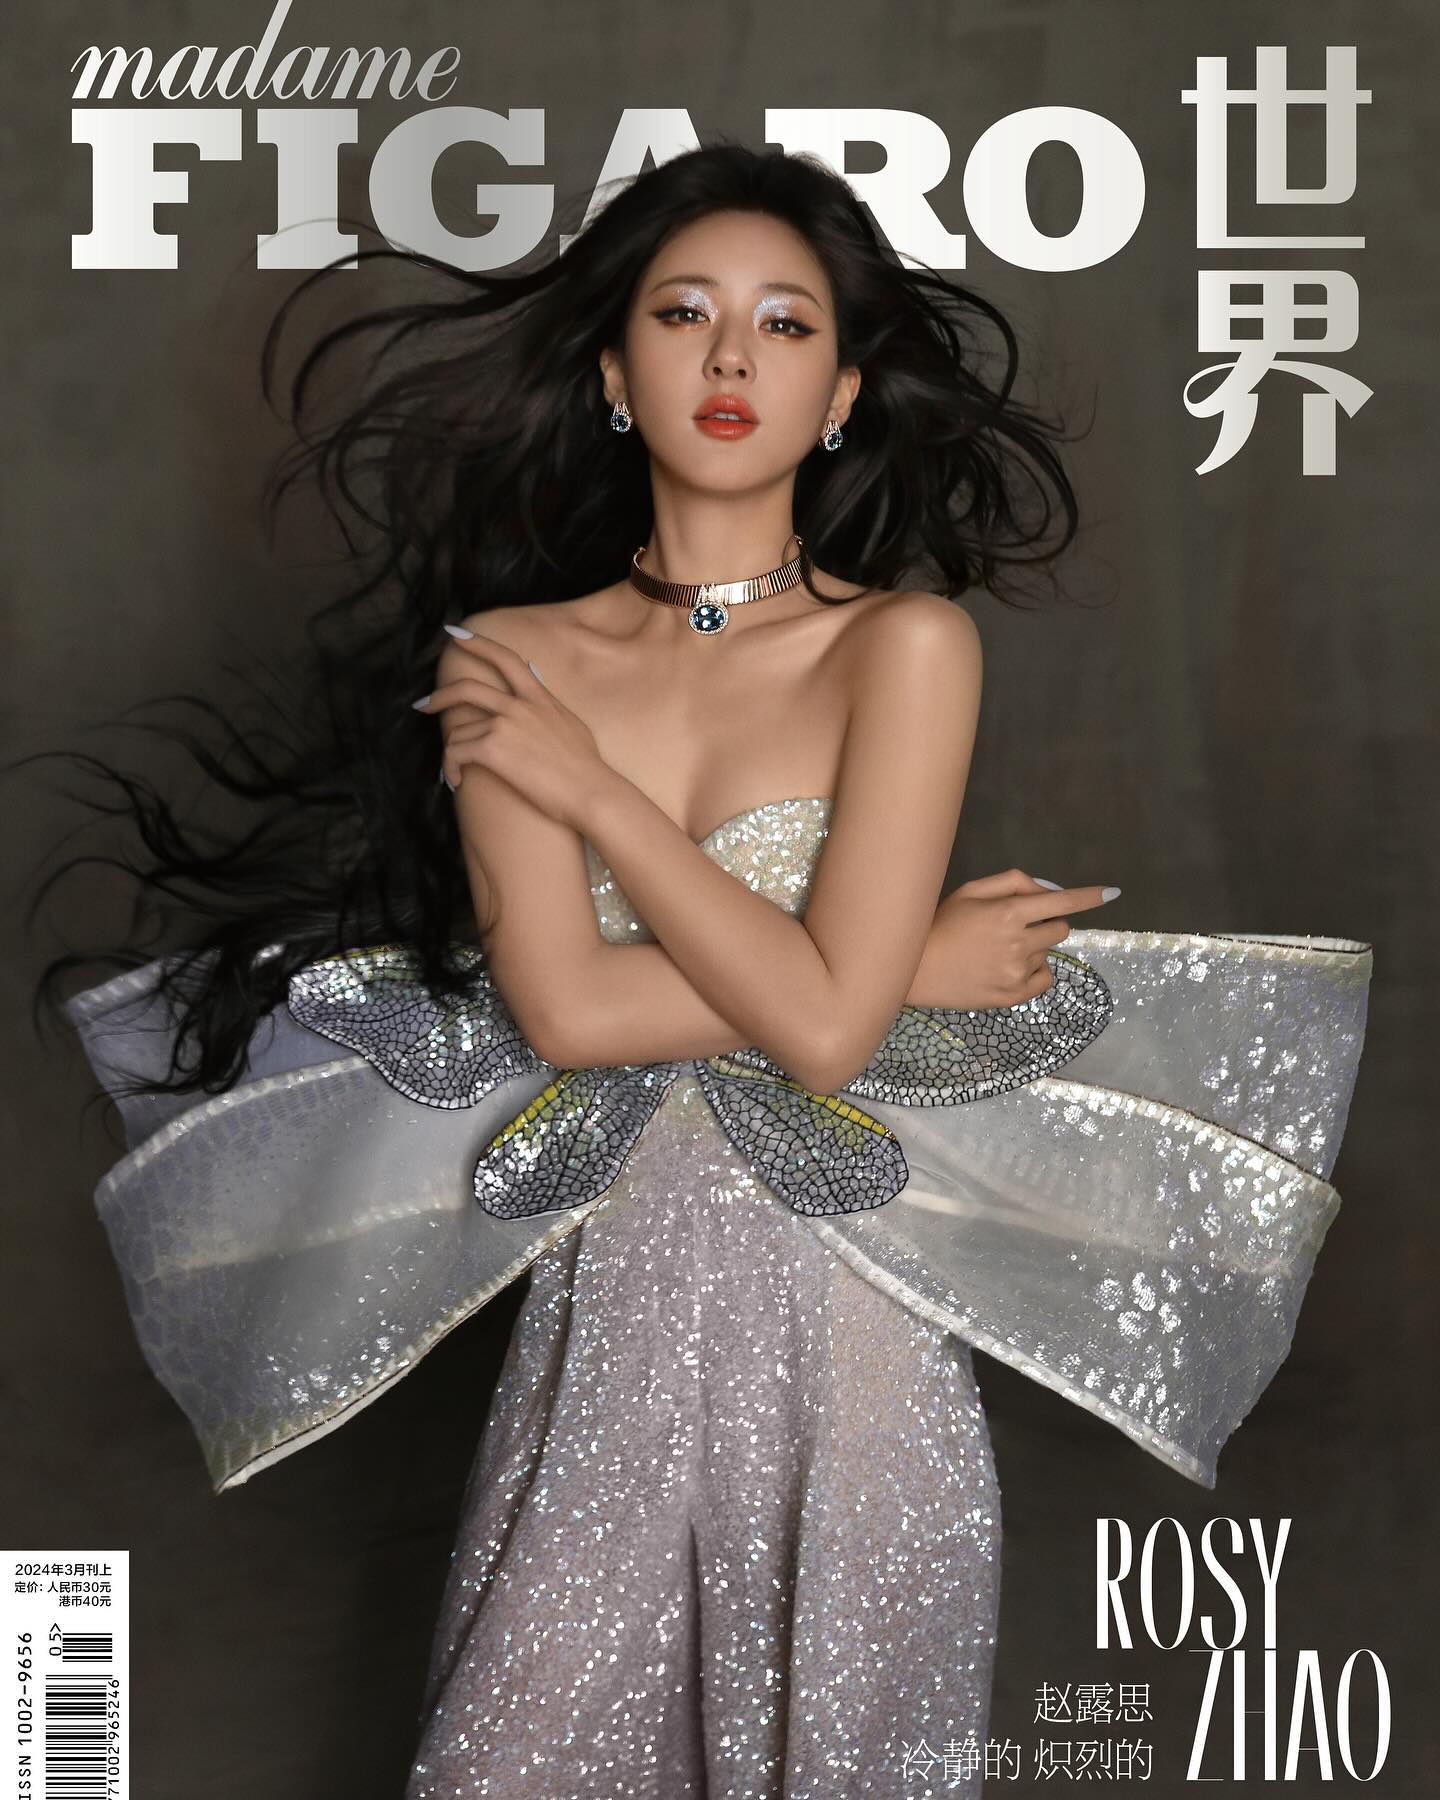 madame
FIGARO
世界
ROSY
ZHAO
赵露思
冷静的 炽烈的
2024年3月刊上
定价：人民币30元
港币40元
05>
ISSN 1002-9656
771002965246